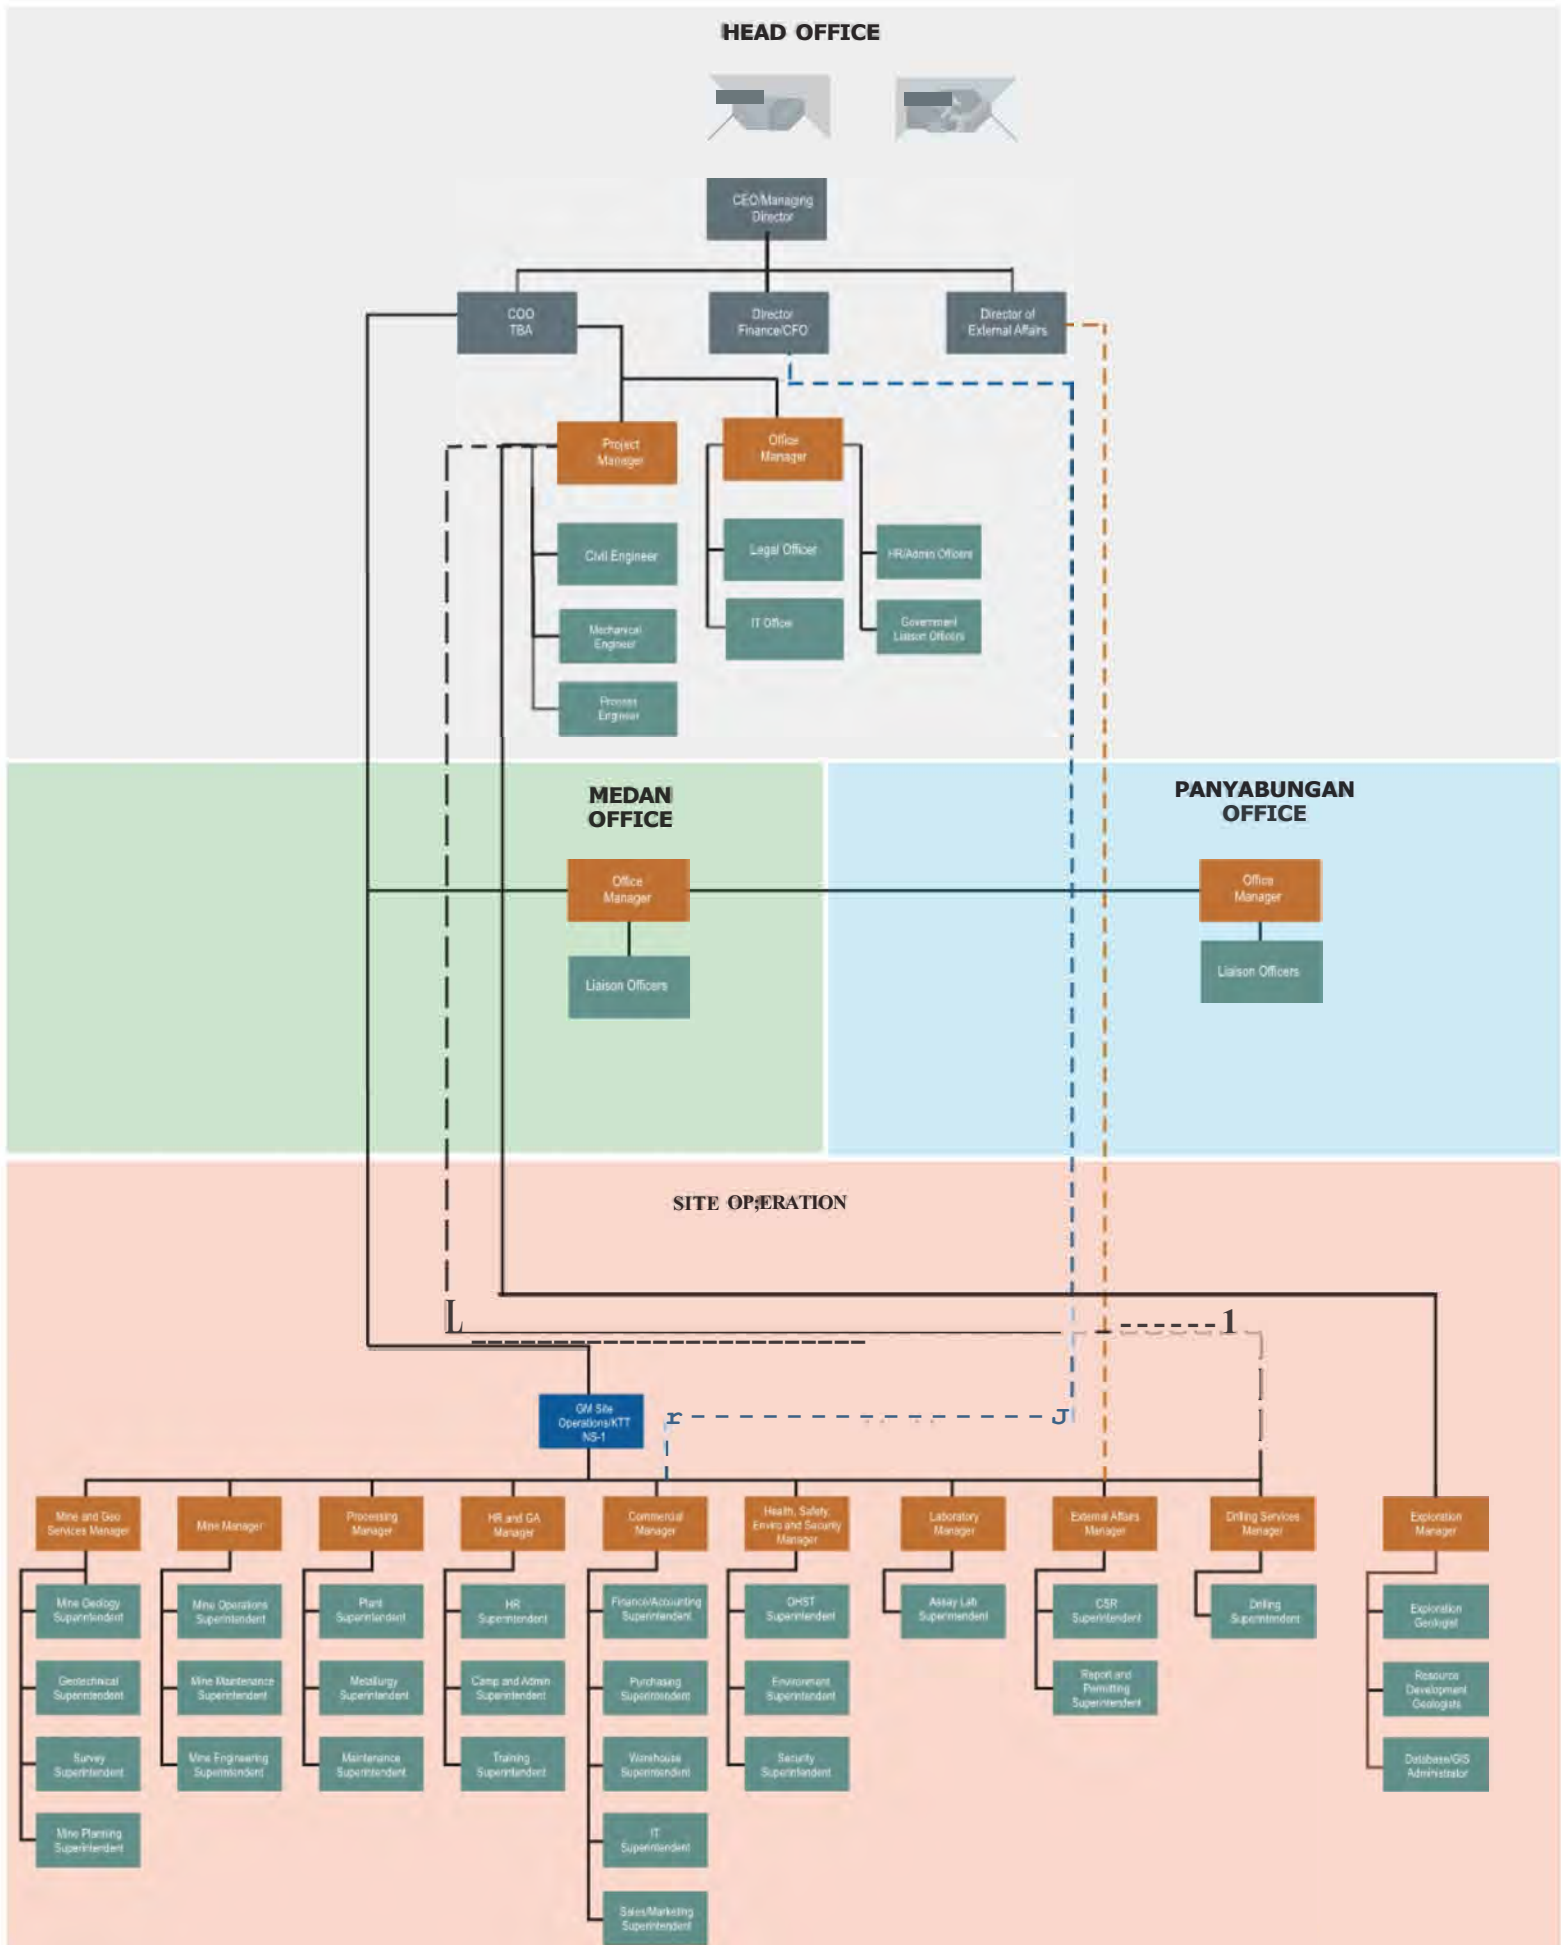 HEAD OFFICE
CEO/Managing
Director
COO
TBA
Director
Finance/CFO
Director of
External Affairs
Project
Manager
Office
Manager
Civil Engineer
Mechanical
Engineer
Process
Engineer
Legal Officer
IT Officer
HR/Admin Officers
Government
Liaison Officers
MEDAN
OFFICE
Office
Manager
Liaison Officers
PANYABUNGAN
OFFICE
Office
Manager
Liaison Officers
SITE OP;ERATION
GM Site
Operations/KTT
NS-1
Mine and Geo
Services Manager
Mine Geology
Superintendent
Geotechnical
Superintendent
Survey
Superintendent
Mine Planning
Superintendent
Mine Manager
Mine Operations
Superintendent
Mine Maintenance
Superintendent
Mine Engineering
Superintendent
Processing
Manager
Plant
Superintendent
Metallurgy
Superintendent
Maintenance
Superintendent
HR and GA
Manager
HR
Superintendent
Camp and Admin
Superintendent
Training
Superintendent
Commercial
Manager
Finance/Accounting
Superintendent
Purchasing
Superintendent
Warehouse
Superintendent
IT
Superintendent
Sales/Marketing
Superintendent
Health, Safety,
Enviro and Security
Manager
OHST
Superintendent
Environment
Superintendent
Security
Superintendent
Laboratory
Manager
Assay Lab
Superintendent
External Affairs
Manager
CSR
Superintendent
Report and
Permitting
Superintendent
Drilling Services
Manager
Drilling
Superintendent
Exploration
Manager
Exploration
Geologist
Resource
Development
Geologists
Database/GIS
Administrator